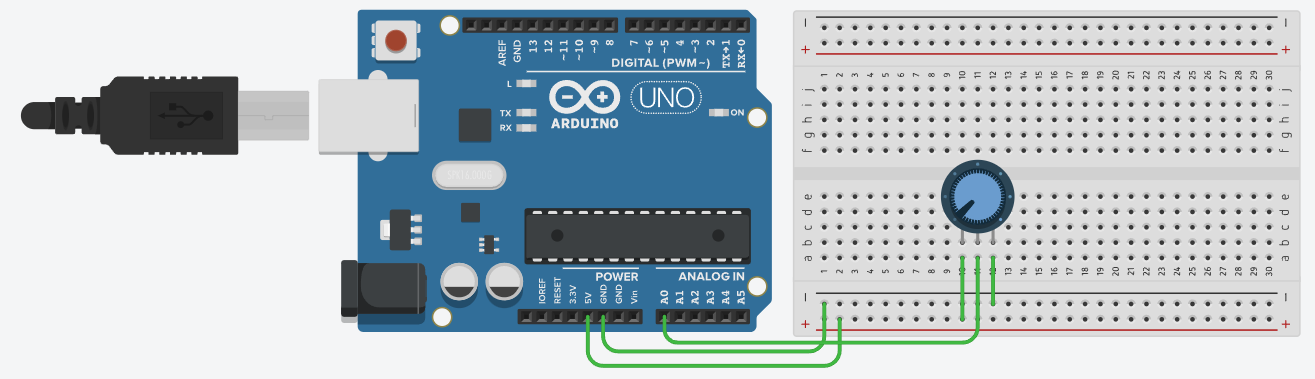 AREF
GND
13
12
~11
~10
~9
8
7
~6
~5
4
~3
2
TX→1
RX←0
DIGITAL (PWM ~)
L
TX
RX
ARDUINO
UNO
ON
IOREF
RESET
3.3V
5V
GND
GND
Vin
POWER
ANALOG IN
A0
A1
A2
A3
A4
A5
− −
+ +
1 2 3 4 5 6 7 8 9 10 11 12 13 14 15 16 17 18 19 20 21 22 23 24 25 26 27 28 29 30
j j
i i
h h
g g
f f
e e
d d
c c
b b
a a
1 2 3 4 5 6 7 8 9 10 11 12 13 14 15 16 17 18 19 20 21 22 23 24 25 26 27 28 29 30
− −
+ +